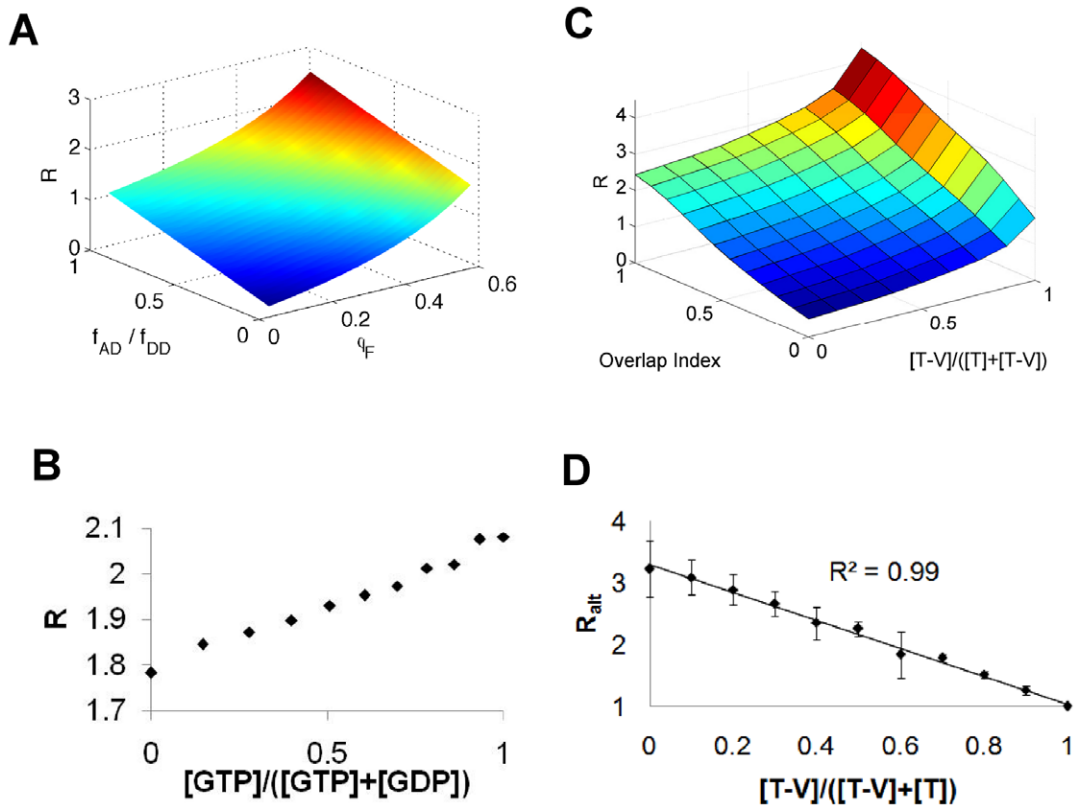 A
3
2
R
1
0
1
0.5
0
0
0.2
0.4
0.6
f_AD / f_DD
φ_F
C
4
3
R
2
1
0
1
0.5
0
0
0.5
1
Overlap Index
[T-V]/([T]+[T-V])
B
2.1
2
R
1.9
1.8
1.7
0
0.5
1
[GTP]/([GTP]+[GDP])
D
4
3
R_alt
2
1
R² = 0.99
0
0.2
0.4
0.6
0.8
1
[T-V]/([T-V]+[T])